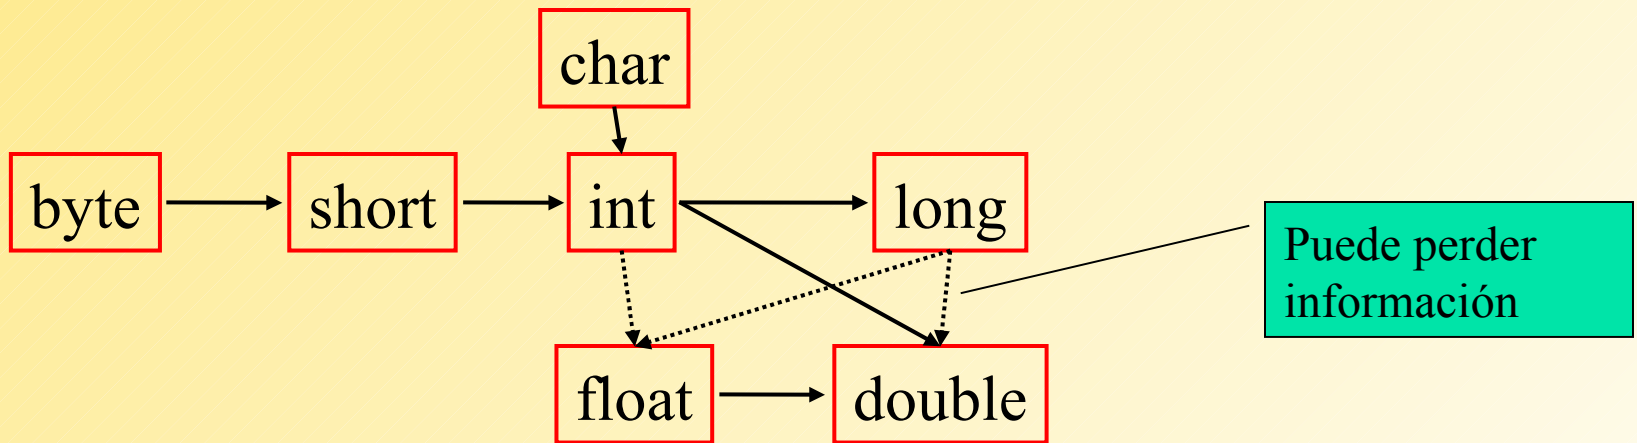 char
byte
short
int
long
Puede perder
información
float
double